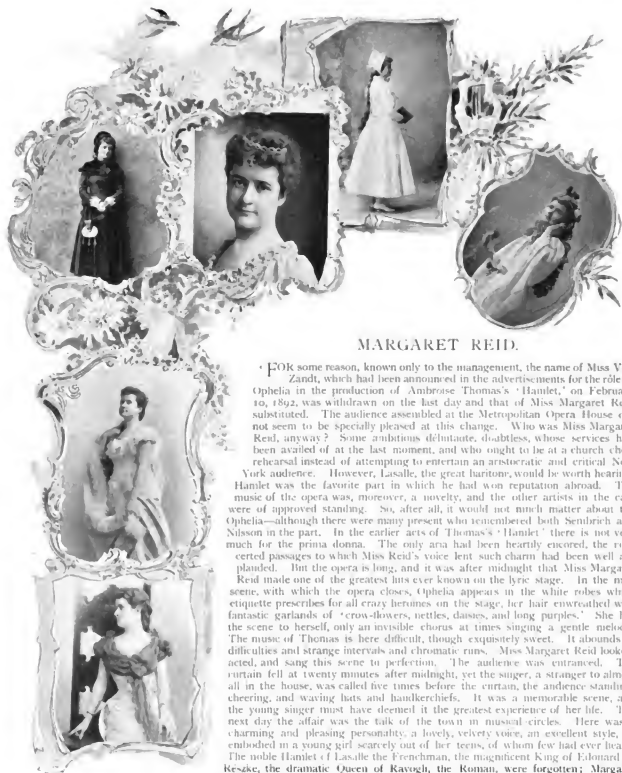 MARGARET REID.
‘ FOR some reason, known only to the management, the name of Miss V
Zandt, which had been announced in the advertisements for the rôle
Ophelia in the production of Ambroise Thomas's ‘Hamlet,’ on Februa
10, 1892, was withdrawn on the last day and that of Miss Margaret Re
substituted. The audience assembled at the Metropolitan Opera House
not seem to be specially pleased at this change. Who was Miss Margar
Reid, anyway? Some ambitious débutante, doubtless, whose services h
been availed of at the last moment, and who ought to be at a church cho
rehearsal instead of attempting to entertain an aristocratic and critical Ne
York audience. However, Lasalle, the great baritone, would be worth hearin
Hamlet was the favorite part in which he had won reputation abroad. T
music of the opera was, moreover, a novelty, and the other artists in the ca
were of approved standing. So, after all, it would not much matter about t
Ophelia—although there were many present who remembered both Sembrich a
Nilsson in the part. In the earlier acts of Thomas's ‘Hamlet’ there is not ve
much for the prima donna. The only aria had been heartily encored, the
certed passages to which Miss Reid's voice lent such charm had been well a
plauded. But the opera is long, and it was after midnight that Miss Marga
Reid made one of the greatest hits ever known on the lyric stage. In the m
scene, with which the opera closes, Ophelia appears in the white robes wh
etiquette prescribes for all crazy heroines on the stage, her hair enwreathed w
fantastic garlands of ‘crow-flowers, nettles, daisies, and long purples.’ She h
the scene to herself, only an invisible chorus at times singing a gentle melod
The music of Thomas is here difficult, though exquisitely sweet. It abounds
difficulties and strange intervals and chromatic runs. Miss Margaret Reid looke
acted, and sang this scene to perfection. The audience was entranced. T
curtain fell at twenty minutes after midnight, yet the singer, a stranger to alm
all in the house, was called five times before the curtain, the audience standin
cheering, and waving hats and handkerchiefs. It was a memorable scene, a
the young singer must have deemed it the greatest experience of her life. T
next day the affair was the talk of the town in musical circles. Here was
charming and pleasing personality, a lovely, velvety voice, an excellent style,
embodied in a young girl scarcely out of her teens, of whom few had ever hea
The noble Hamlet of Lasalle the Frenchman, the magnificent King of Edouard
Reszke, the dramatic Queen of Ravogli, the Roman, were forgotten; Margar